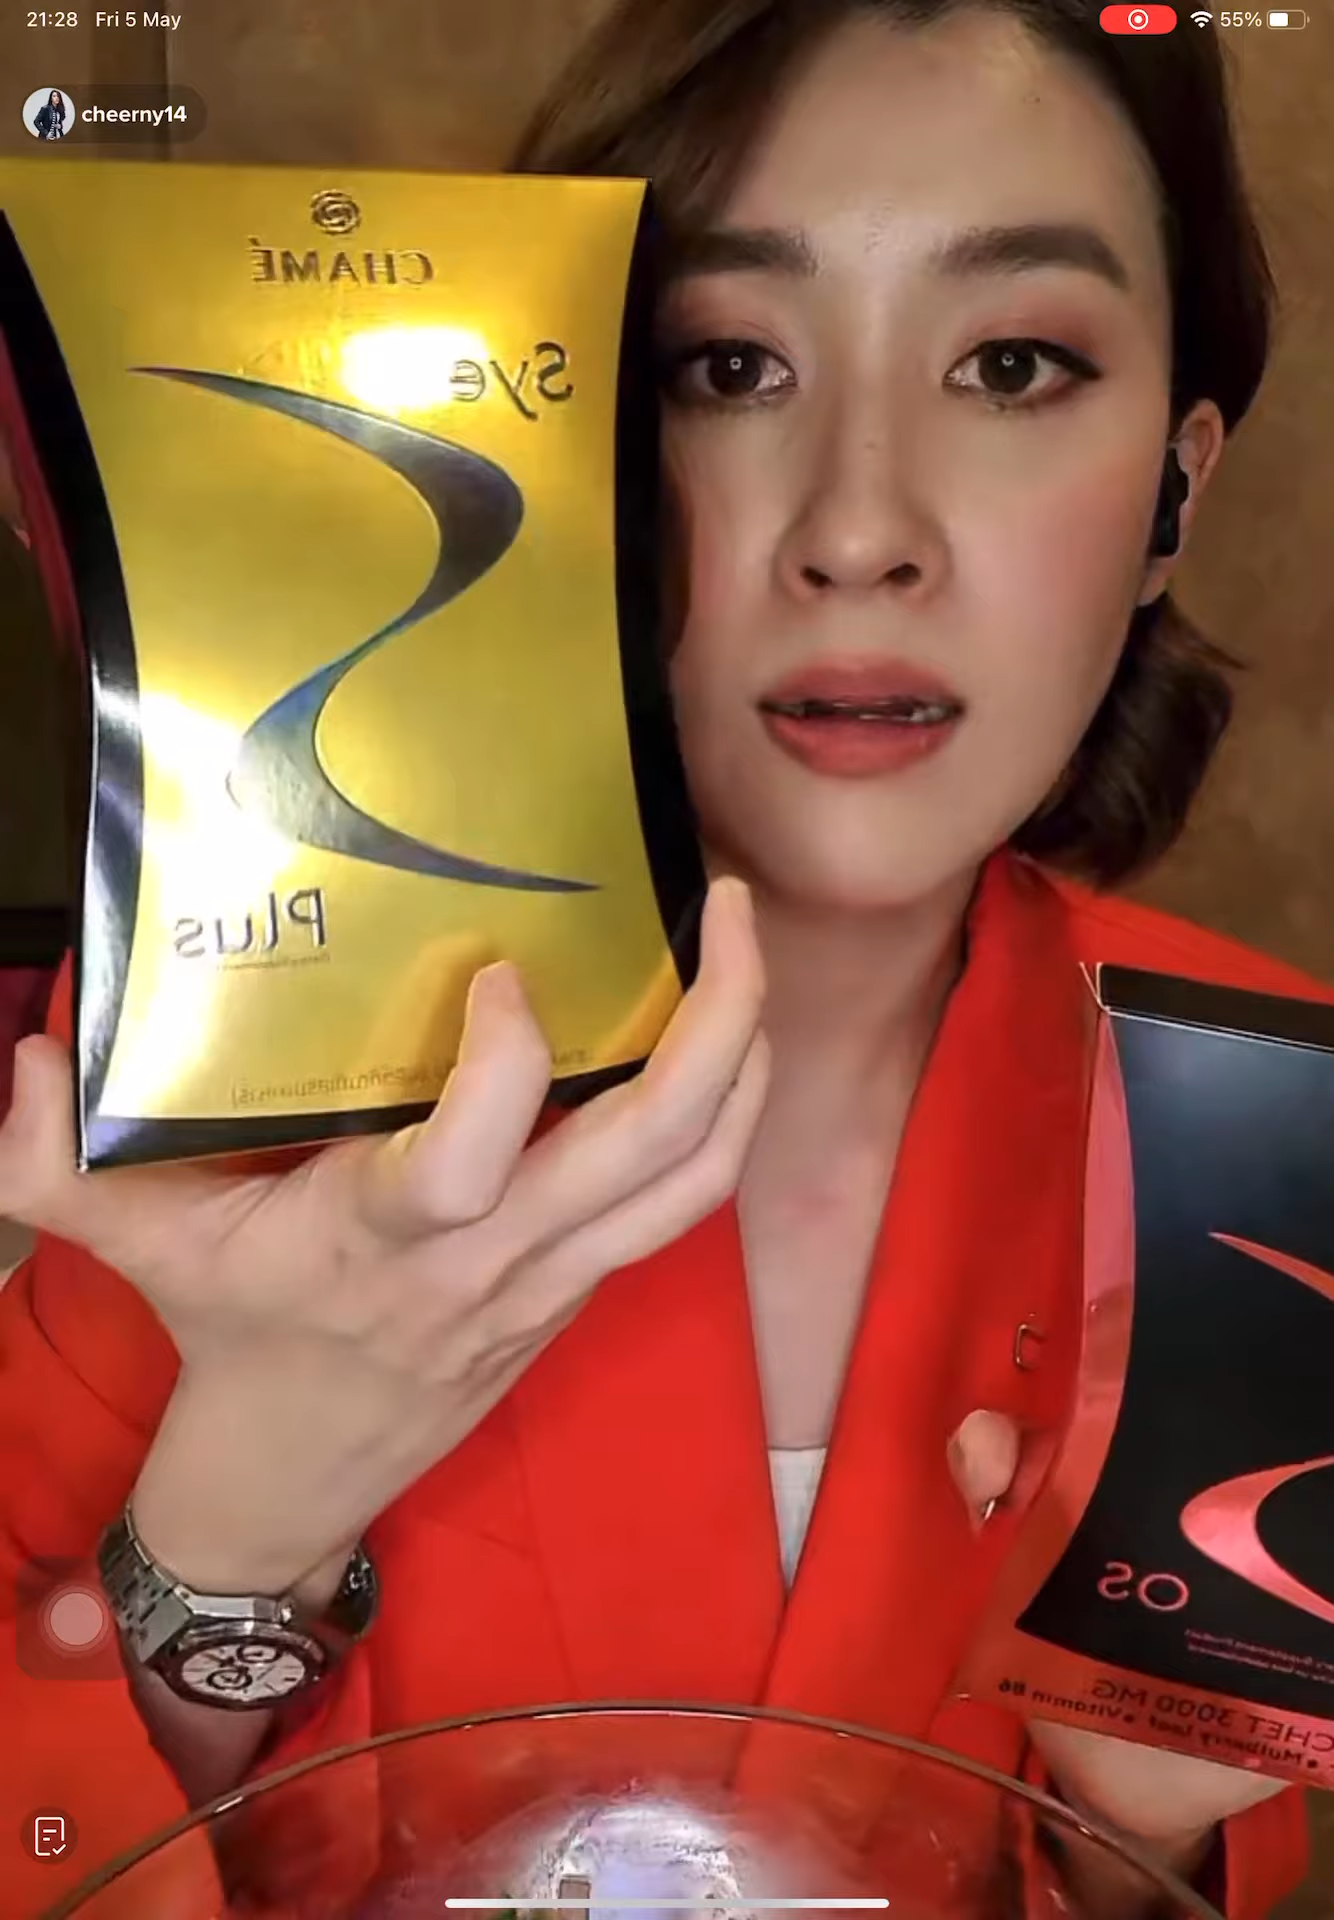 21:28 Fri 5 May
55%
cheerny14
CHAMÉ
Sye
Plus
OS
CHET 3000 MG.
Mulberry leaf • Vitamin B6